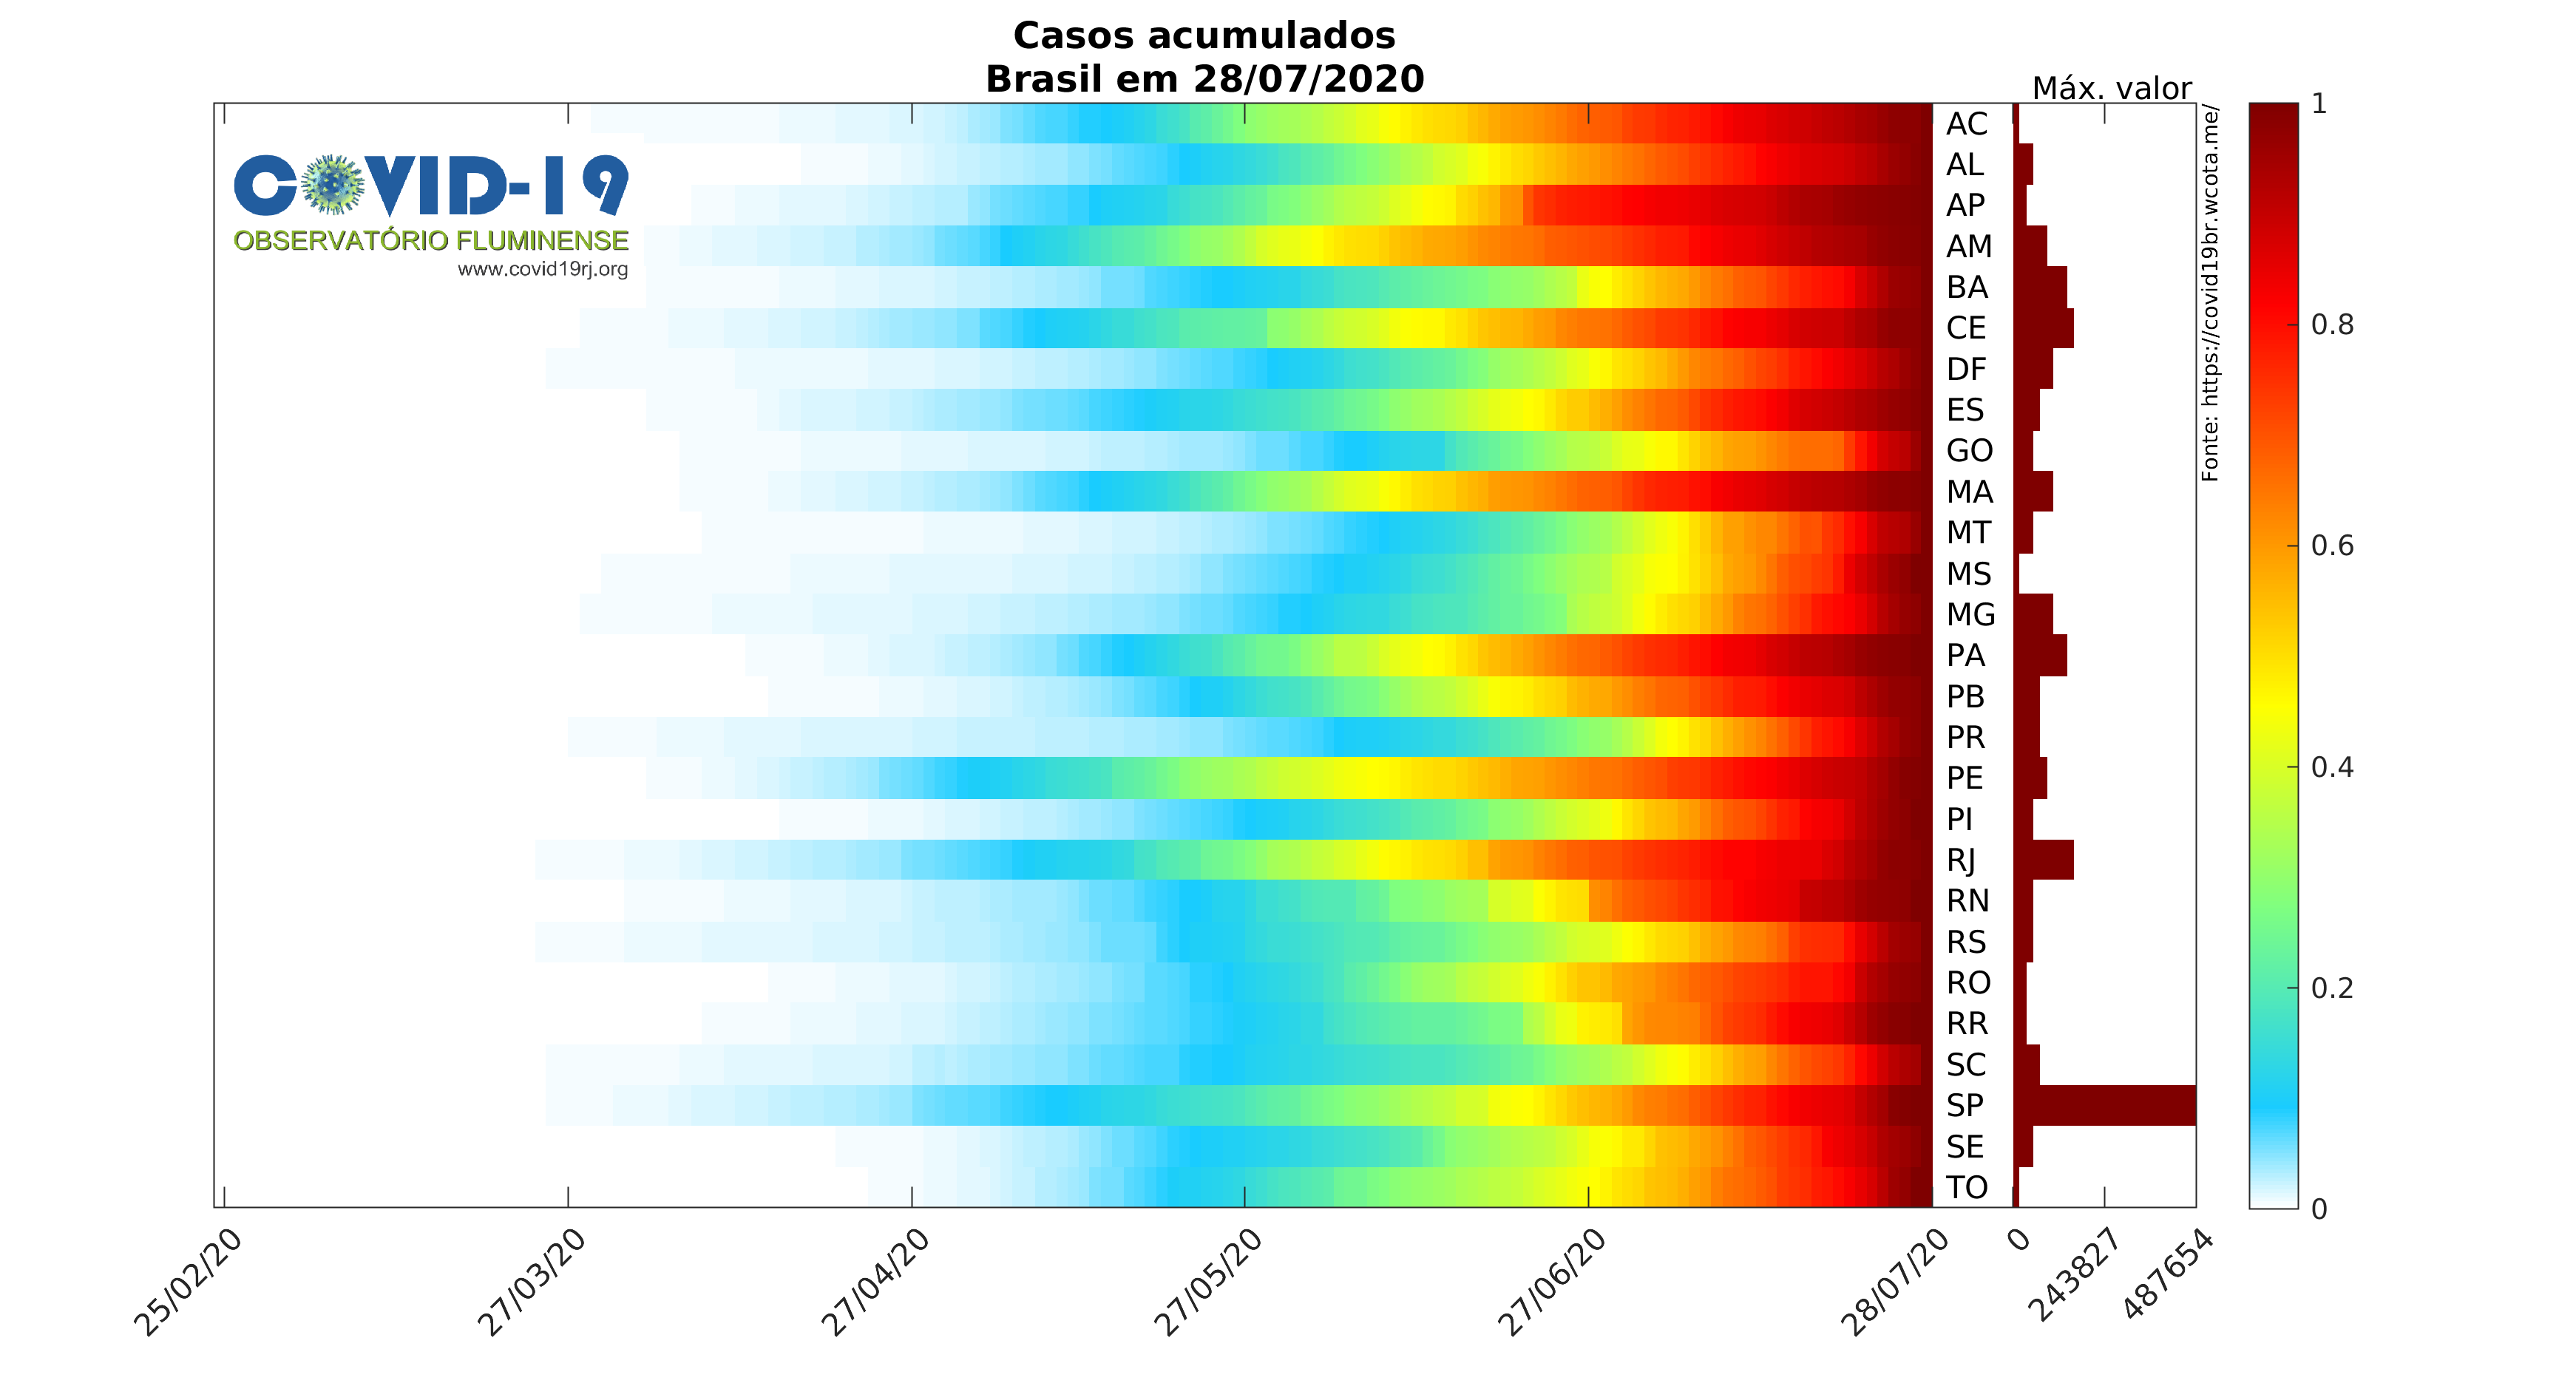 Casos acumulados
Brasil em 28/07/2020
Máx. valor
COVID-19
OBSERVATÓRIO FLUMINENSE
www.covid19rj.org
AC
AL
AP
AM
BA
CE
DF
ES
GO
MA
MT
MS
MG
PA
PB
PR
PE
PI
RJ
RN
RS
RO
RR
SC
SP
SE
TO
Fonte: https://covid19br.wcota.me/
1
0.8
0.6
0.4
0.2
0
25/02/20
27/03/20
27/04/20
27/05/20
27/06/20
28/07/20
0
243827
487654